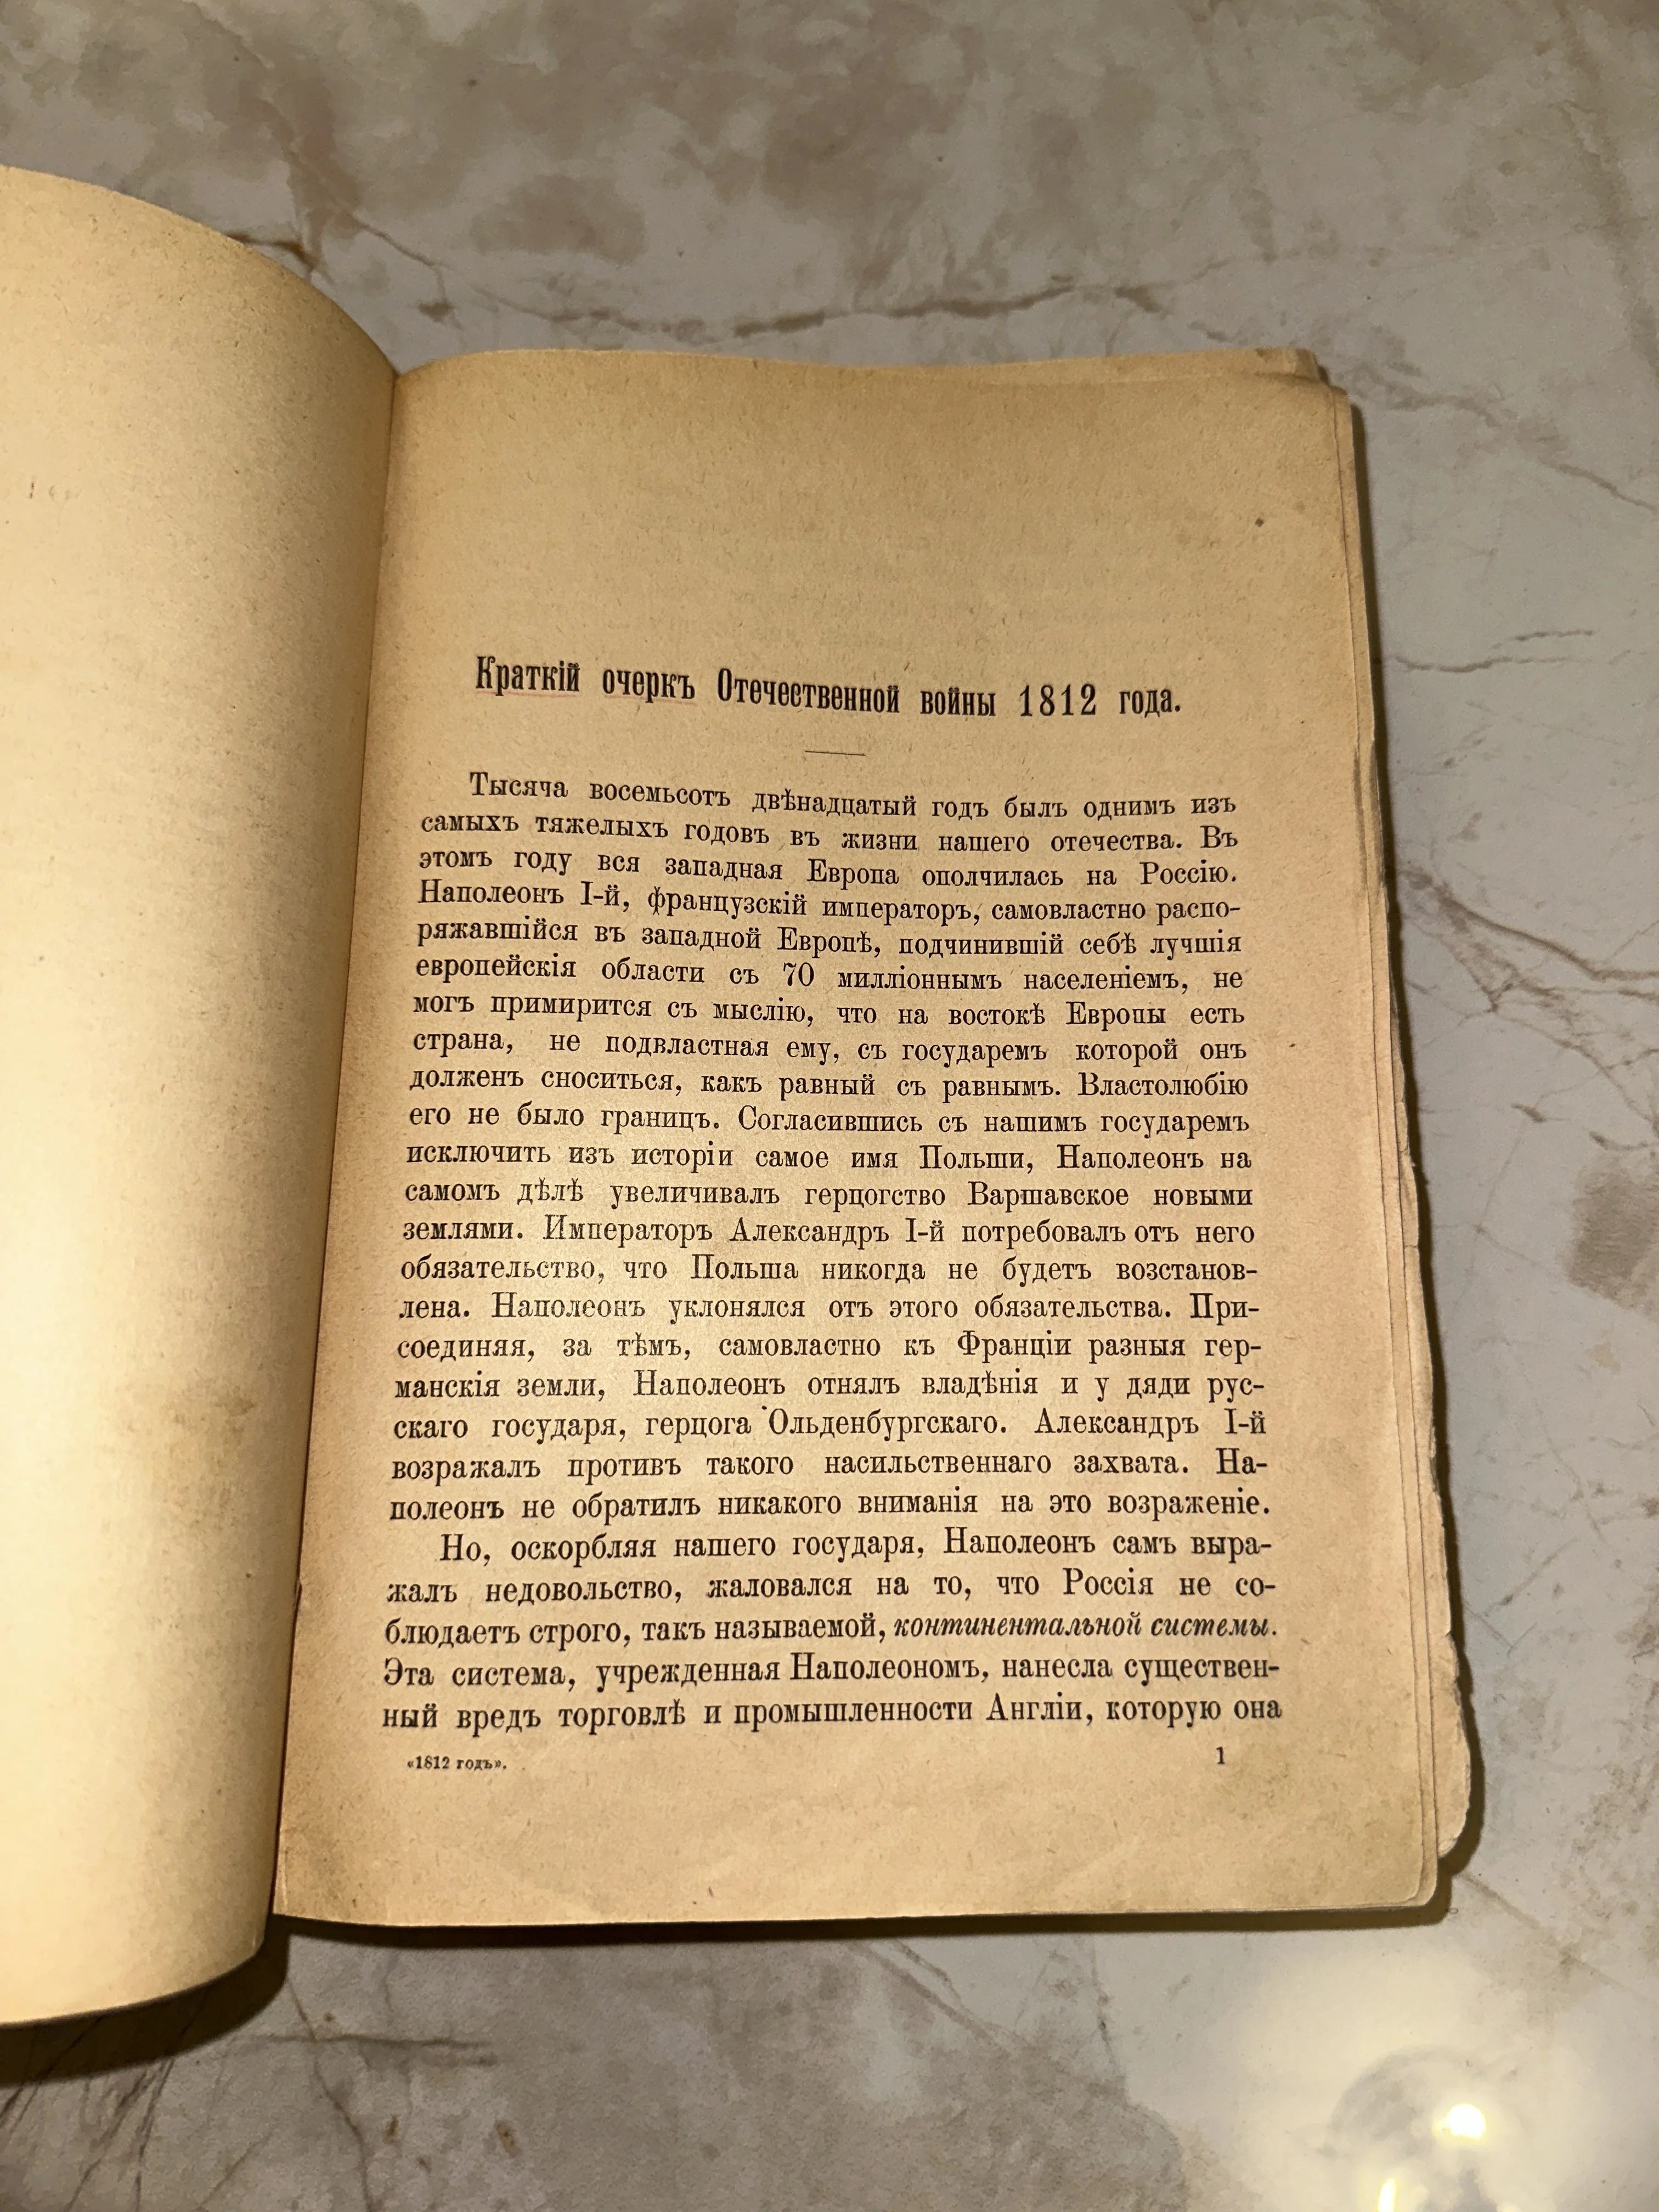 Краткій очеркъ Отечественной войны 1812 года.
Тысяча восемьсотъ двѣнадцатый годъ былъ однимъ изъ
самыхъ тяжелыхъ годовъ въ жизни нашего отечества. Въ
этомъ году вся западная Европа ополчилась на Россію.
Наполеонъ I-й, французскій императоръ, самовластно распо-
ряжавшійся въ западной Европѣ, подчинившій себѣ лучшія
европейскія области съ 70 милліоннымъ населеніемъ, не
могъ примирится съ мыслію, что на востокѣ Европы есть
страна, не подвластная ему, съ государемъ которой онъ
долженъ сноситься, какъ равный съ равнымъ. Властолюбію
его не было границъ. Согласившись съ нашимъ государемъ
исключить изъ исторіи самое имя Польши, Наполеонъ на
самомъ дѣлѣ увеличивалъ герцогство Варшавское новыми
землями. Императоръ Александръ I-й потребовалъ отъ него
обязательство, что Польша никогда не будетъ возстанов-
лена. Наполеонъ уклонялся отъ этого обязательства. При-
соединяя, за тѣмъ, самовластно къ Франціи разныя гер-
манскія земли, Наполеонъ отнялъ владѣнія и у дяди рус-
скаго государя, герцога Ольденбургскаго. Александръ I-й
возражалъ противъ такого насильственнаго захвата. На-
полеонъ не обратилъ никакого вниманія на это возраженіе.
Но, оскорбляя нашего государя, Наполеонъ самъ выра-
жалъ недовольство, жаловался на то, что Россія не со-
блюдаетъ строго, такъ называемой, континентальной системы.
Эта система, учрежденная Наполеономъ, нанесла существен-
ный вредъ торговлѣ и промышленности Англіи, которую она
«1812 годъ». 1